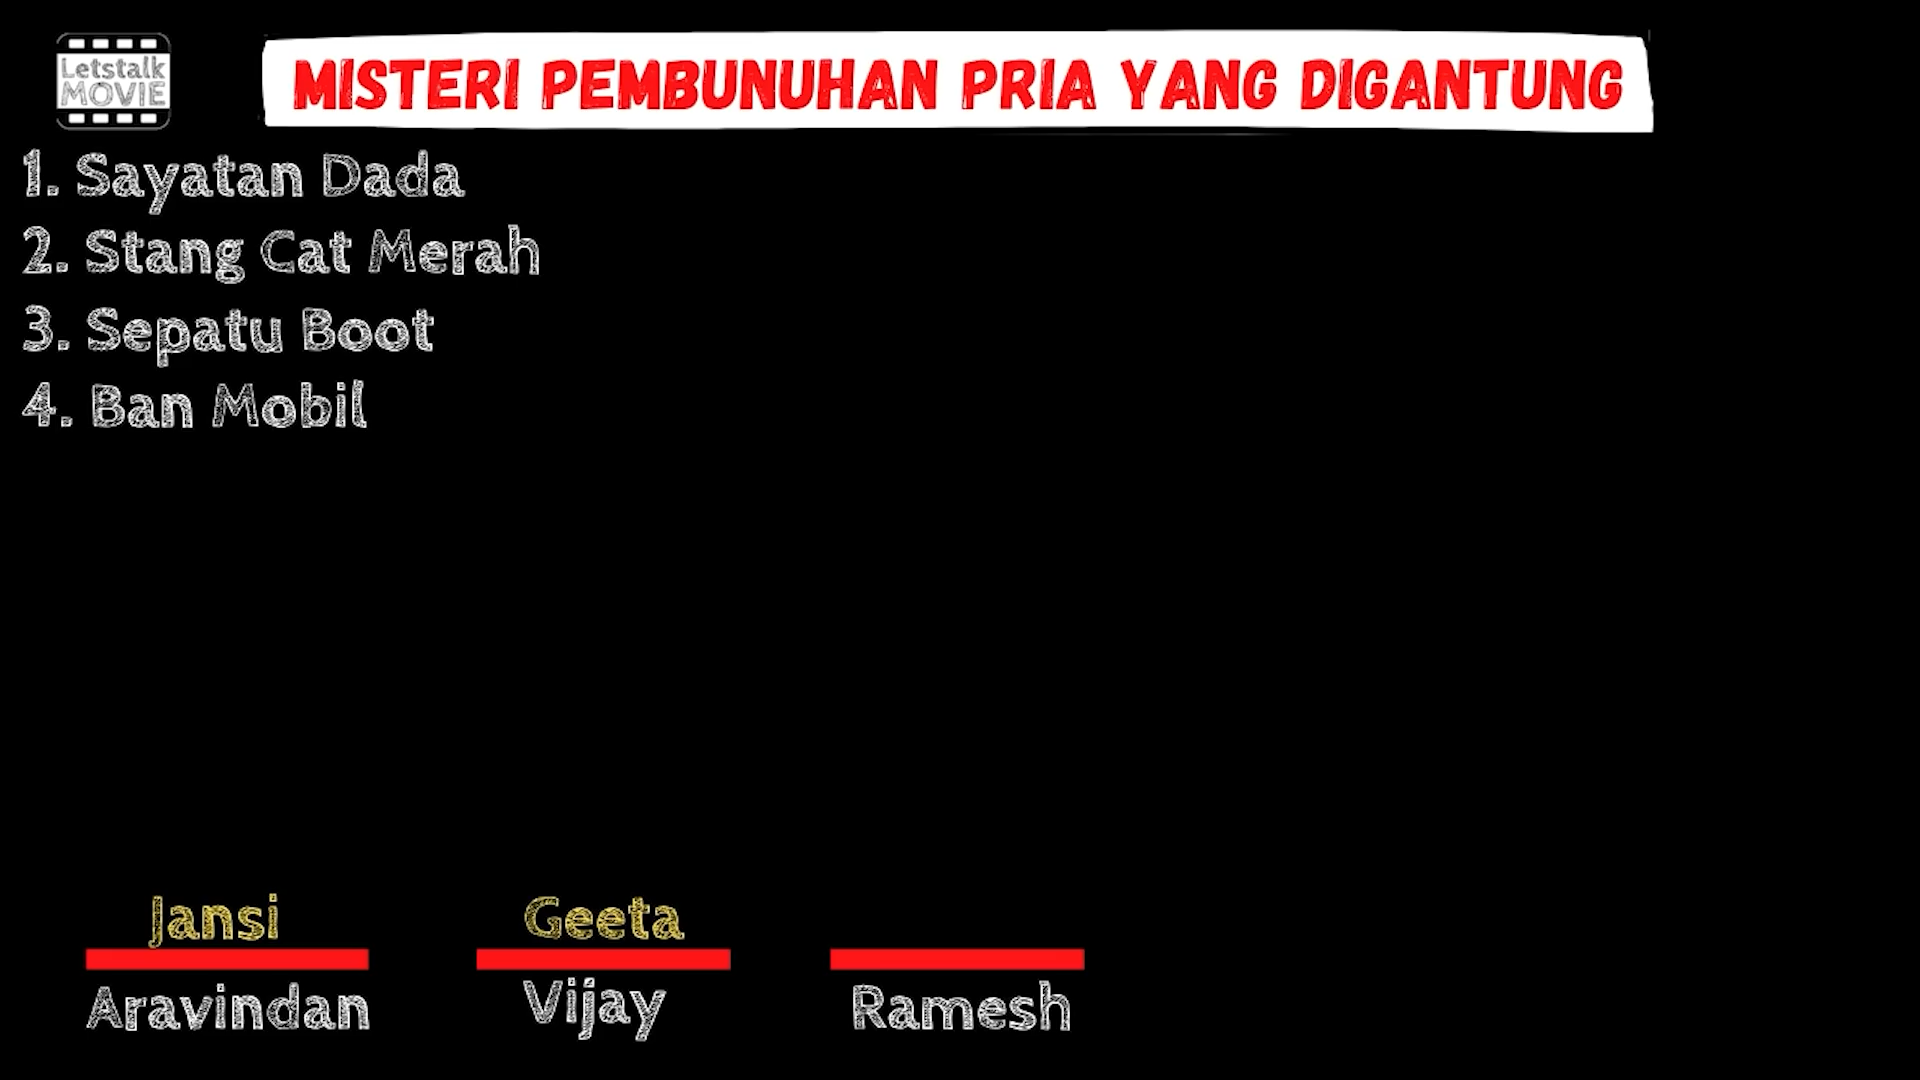 Letstalk
MOVIE
MISTERI PEMBUNUHAN PRIA YANG DIGANTUNG
1. Sayatan Dada
2. Stang Cat Merah
3. Sepatu Boot
4. Ban Mobil
Jansi
Aravindan
Geeta
Vijay
Ramesh